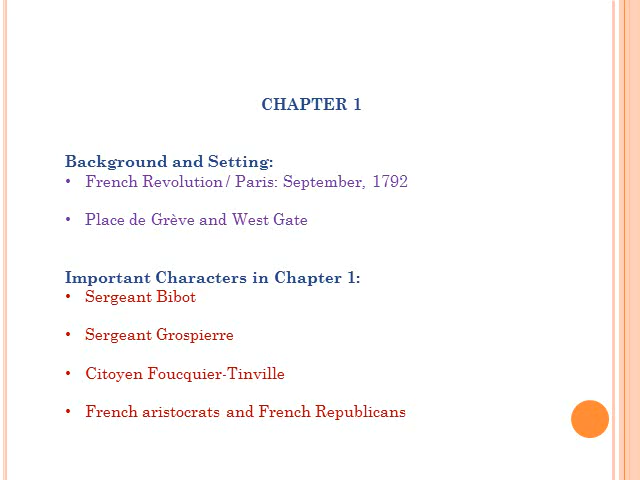 CHAPTER 1
Background and Setting:
• French Revolution / Paris: September, 1792
• Place de Grève and West Gate
Important Characters in Chapter 1:
• Sergeant Bibot
• Sergeant Grospierre
• Citoyen Foucquier-Tinville
• French aristocrats and French Republicans